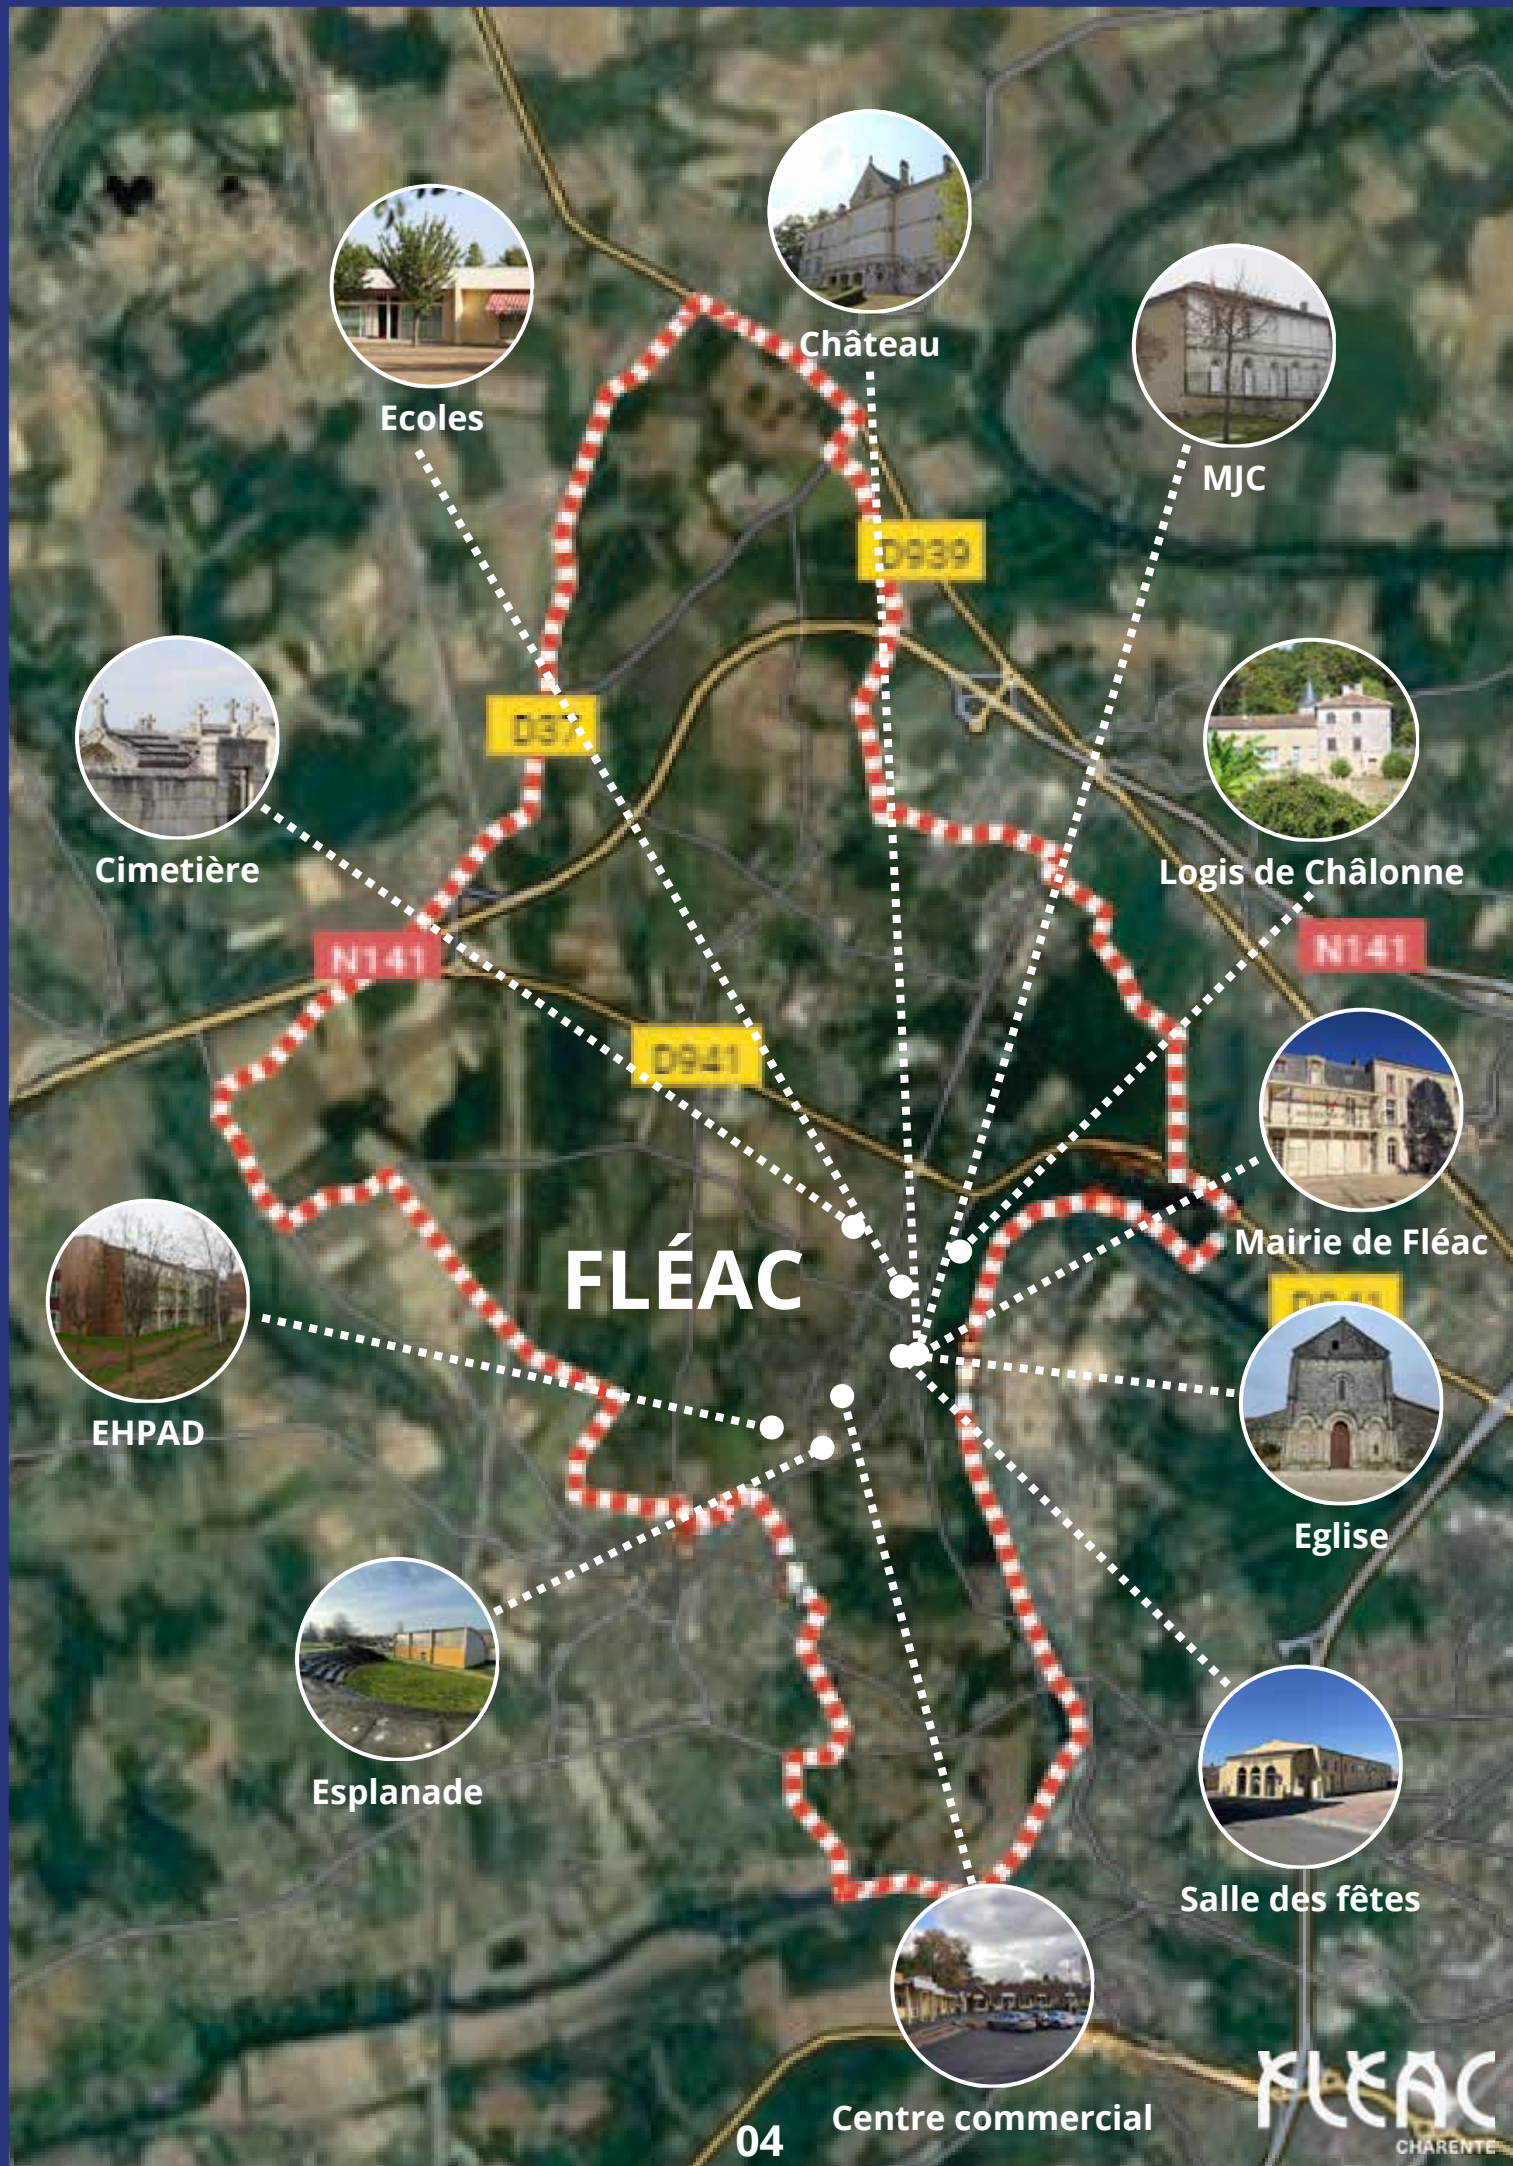 Château
Ecoles
MJC
D939
D37
Cimetière
Logis de Châlonne
N141
N141
D941
Mairie de Fléac
FLÉAC
D941
EHPAD
Eglise
Esplanade
Salle des fêtes
Centre commercial
04
FLEAC
CHARENTE